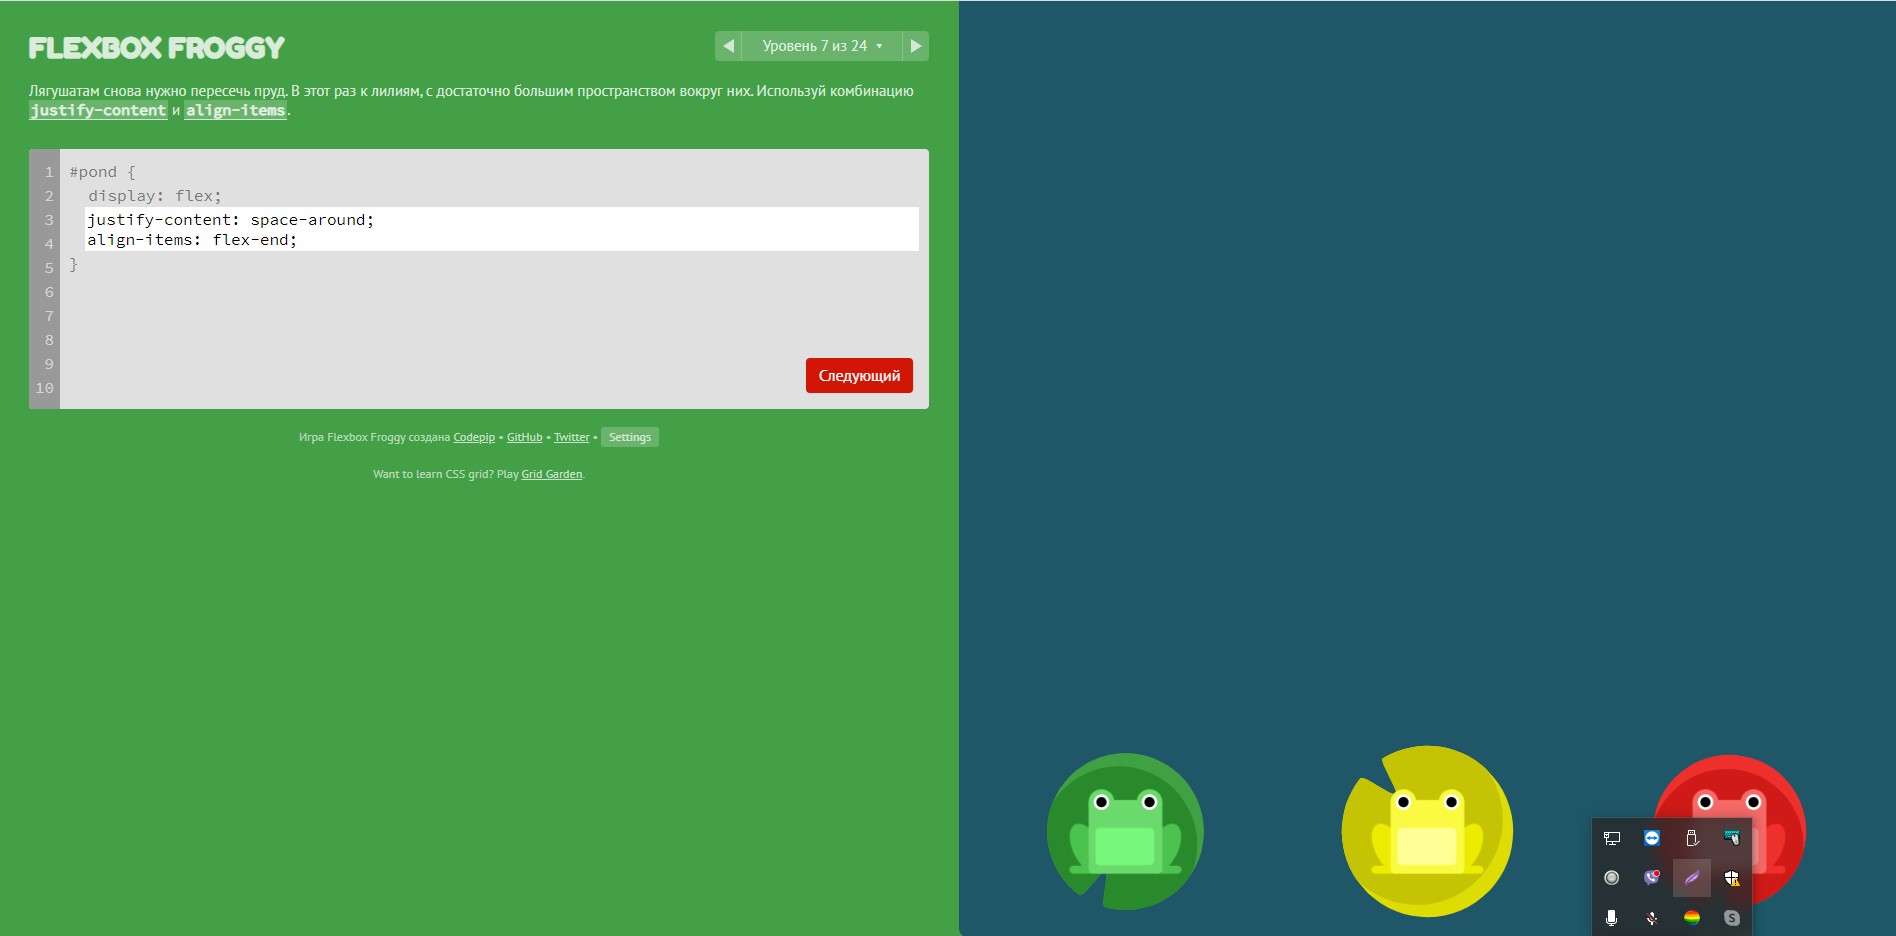 FLEXBOX FROGGY
Уровень 7 из 24
Лягушатам снова нужно пересечь пруд. В этот раз к лилиям, с достаточно большим пространством вокруг них. Используй комбинацию
justify-content и align-items.
1 #pond {
2 display: flex;
3 justify-content: space-around;
4 align-items: flex-end;
5 }
6
7
8
9
10
Следующий
Игра Flexbox Froggy создана Codepip • GitHub • Twitter • Settings
Want to learn CSS grid? Play Grid Garden.
S